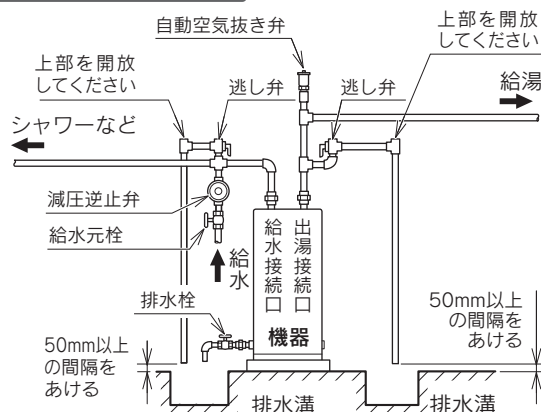 自動空気抜き弁
上部を開放
してください
上部を開放
してください
逃し弁
逃し弁
給湯
シャワーなど
減圧逆止弁
給水元栓
給水
給水接続口
出湯接続口
機器
排水栓
50mm以上
の間隔を
あける
50mm以上
の間隔を
あける
排水溝
排水溝